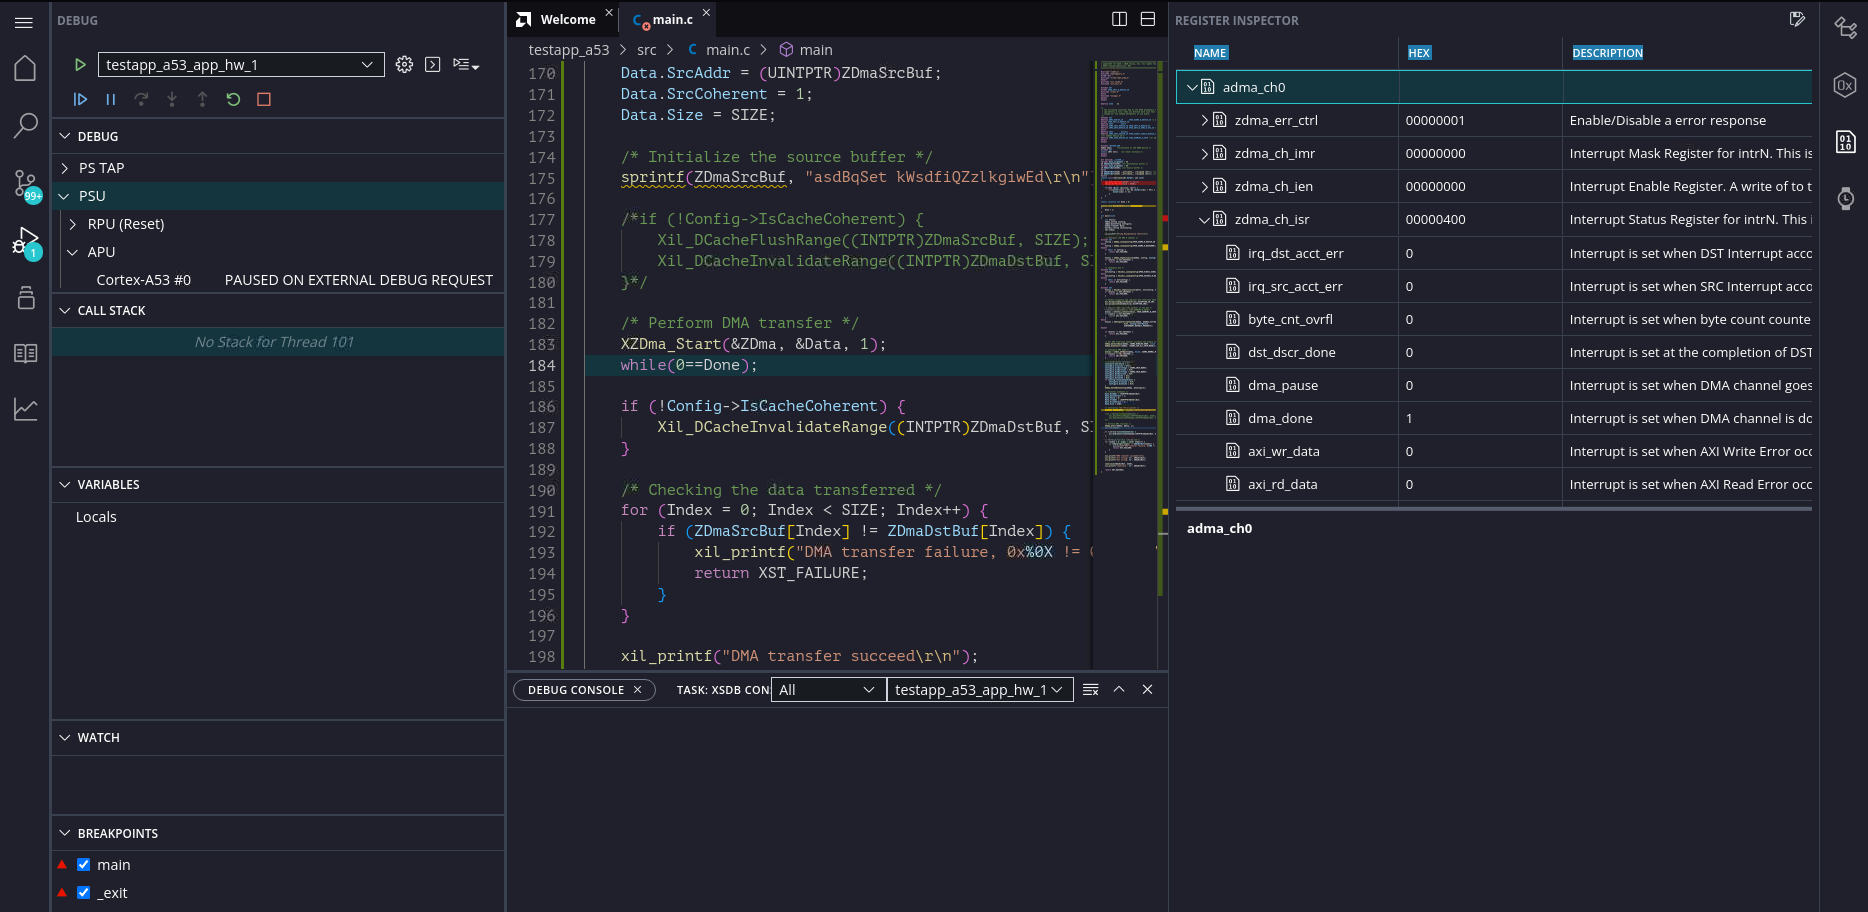 DEBUG
testapp_a53_app_hw_1
DEBUG
PS TAP
PSU
RPU (Reset)
APU
Cortex-A53 #0 PAUSED ON EXTERNAL DEBUG REQUEST
CALL STACK
No Stack for Thread 101
VARIABLES
Locals
WATCH
BREAKPOINTS
main
_exit
99+
1
Welcome
C main.c
testapp_a53 > src > C main.c > main
170 Data.SrcAddr = (UINTPTR)ZDmaSrcBuf;
171 Data.SrcCoherent = 1;
172 Data.Size = SIZE;
173
174 /* Initialize the source buffer */
175 sprintf(ZDmaSrcBuf, "asdBqSet kWsdfiQZzlkgiwEd\r\n"
176
177 /*if (!Config->IsCacheCoherent) {
178 Xil_DCacheFlushRange((INTPTR)ZDmaSrcBuf, SIZE);
179 Xil_DCacheInvalidateRange((INTPTR)ZDmaDstBuf, SI
180 }*/
181
182 /* Perform DMA transfer */
183 XZDma_Start(&ZDma, &Data, 1);
184 while(0==Done);
185
186 if (!Config->IsCacheCoherent) {
187 Xil_DCacheInvalidateRange((INTPTR)ZDmaDstBuf, SI
188 }
189
190 /* Checking the data transferred */
191 for (Index = 0; Index < SIZE; Index++) {
192 if (ZDmaSrcBuf[Index] != ZDmaDstBuf[Index]) {
193 xil_printf("DMA transfer failure, 0x%0X !=
194 return XST_FAILURE;
195 }
196 }
197
198 xil_printf("DMA transfer succeed\r\n");
DEBUG CONSOLE
TASK: XSDB CON
All
testapp_a53_app_hw_1
REGISTER INSPECTOR
NAME HEX DESCRIPTION
adma_ch0
zdma_err_ctrl 00000001 Enable/Disable a error response
zdma_ch_imr 00000000 Interrupt Mask Register for intrN. This is
zdma_ch_ien 00000000 Interrupt Enable Register. A write of to t
zdma_ch_isr 00000400 Interrupt Status Register for intrN. This i
irq_dst_acct_err 0 Interrupt is set when DST Interrupt acco
irq_src_acct_err 0 Interrupt is set when SRC Interrupt acco
byte_cnt_ovrfl 0 Interrupt is set when byte count counte
dst_dscr_done 0 Interrupt is set at the completion of DST
dma_pause 0 Interrupt is set when DMA channel goes
dma_done 1 Interrupt is set when DMA channel is do
axi_wr_data 0 Interrupt is set when AXI Write Error occ
axi_rd_data 0 Interrupt is set when AXI Read Error occ
adma_ch0
0x
01
10